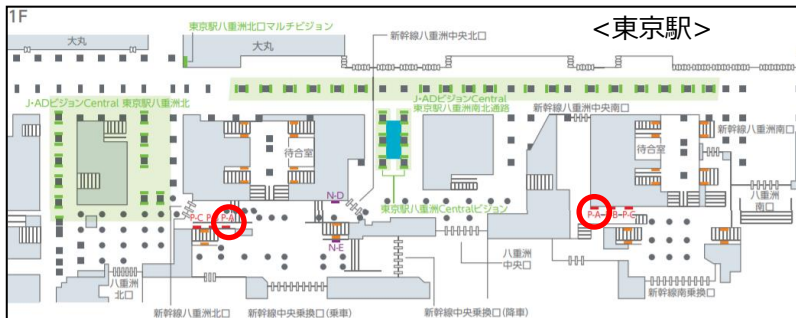 1F
<東京駅>
東京駅八重洲北口マルチビジョン
大丸
大丸
新幹線八重洲中央北口
J・ADビジョンCentral 東京駅八重洲北
J・ADビジョンCentral
東京駅八重洲南北通路
新幹線八重洲中央南口
新幹線八重洲南口
待合室
待合室
N-D
東京駅八重洲Centralビジョン
八重洲
南口
P-C
P-A
P-A
P-C
N-E
八重洲
北口
八重洲
中央口
新幹線南乗換口
新幹線八重洲北口
新幹線中央乗換口(乗車)
新幹線中央乗換口(降車)